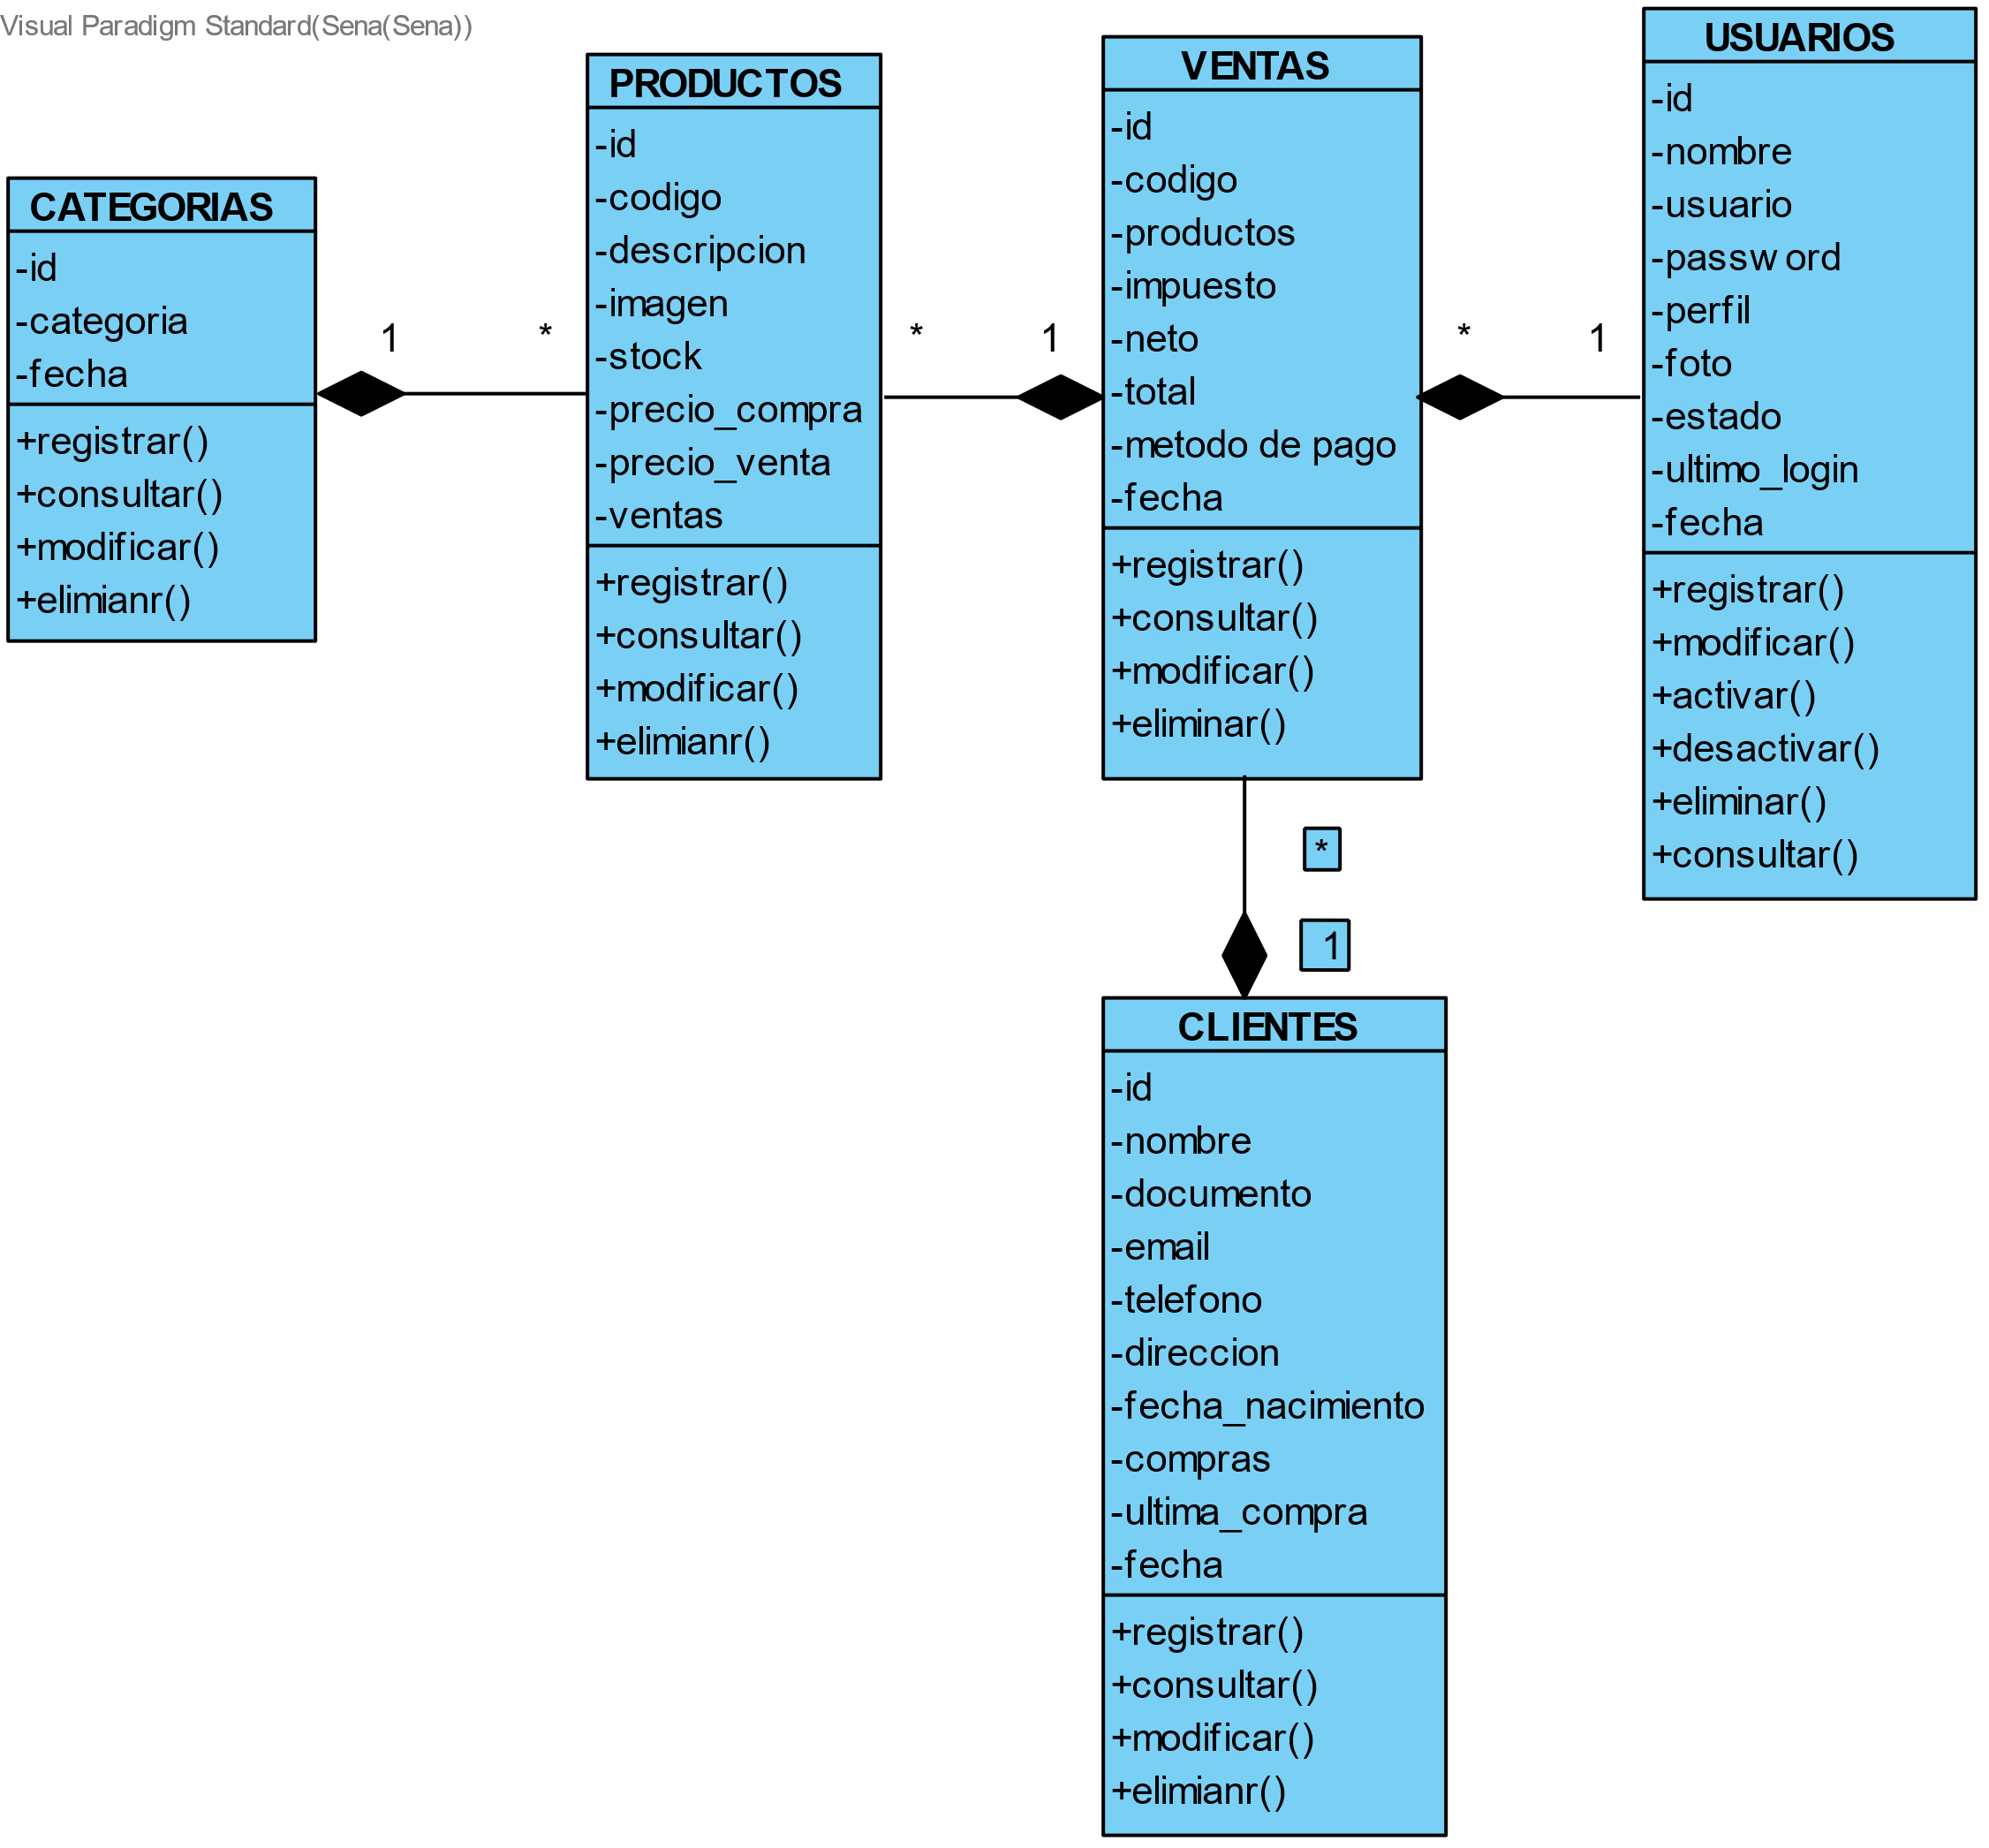 Visual Paradigm Standard(Sena(Sena))
CATEGORIAS
-id
-categoria
-fecha
+registrar()
+consultar()
+modificar()
+elimianr()
1
*
PRODUCTOS
-id
-codigo
-descripcion
-imagen
-stock
-precio_compra
-precio_venta
-ventas
+registrar()
+consultar()
+modificar()
+elimianr()
*
1
VENTAS
-id
-codigo
-productos
-impuesto
-neto
-total
-metodo de pago
-fecha
+registrar()
+consultar()
+modificar()
+eliminar()
*
1
USUARIOS
-id
-nombre
-usuario
-password
-perfil
-foto
-estado
-ultimo_login
-fecha
+registrar()
+modificar()
+activar()
+desactivar()
+eliminar()
+consultar()
*
1
CLIENTES
-id
-nombre
-documento
-email
-telefono
-direccion
-fecha_nacimiento
-compras
-ultima_compra
-fecha
+registrar()
+consultar()
+modificar()
+elimianr()